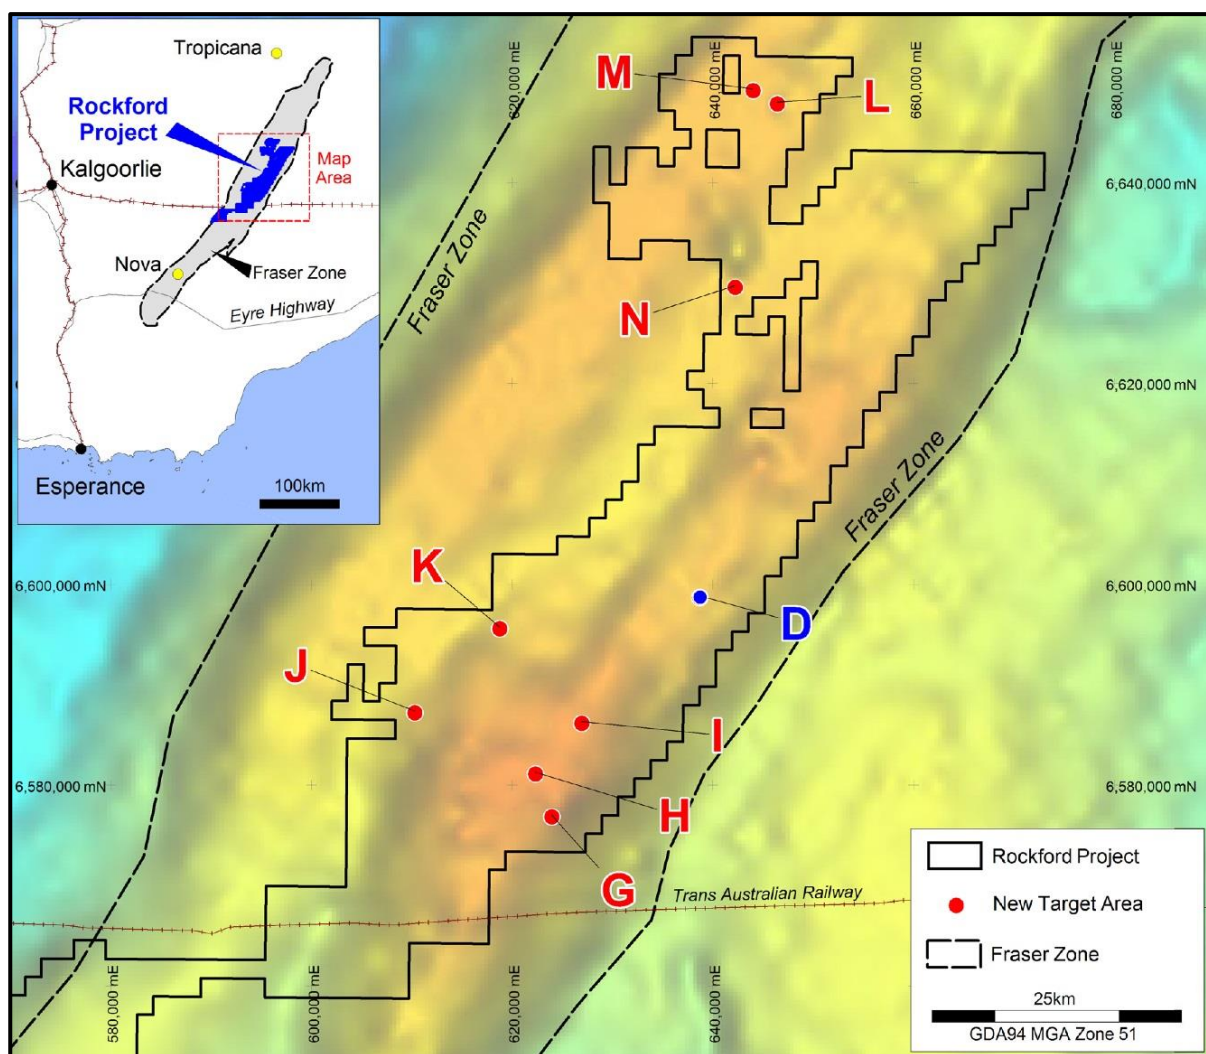 Tropicana
Rockford
Project
Kalgoorlie
Map
Area
Nova
Fraser Zone
Eyre Highway
Esperance
100km
620,000 mE
640,000 mE
660,000 mE
680,000 mE
M
L
6,640,000 mN
Fraser Zone
N
6,620,000 mN
Fraser Zone
K
6,600,000 mN
6,600,000 mN
D
J
I
6,580,000 mN
6,580,000 mN
H
G
Trans Australian Railway
580,000 mE
600,000 mE
620,000 mE
640,000 mE
Rockford Project
New Target Area
Fraser Zone
25km
GDA94 MGA Zone 51